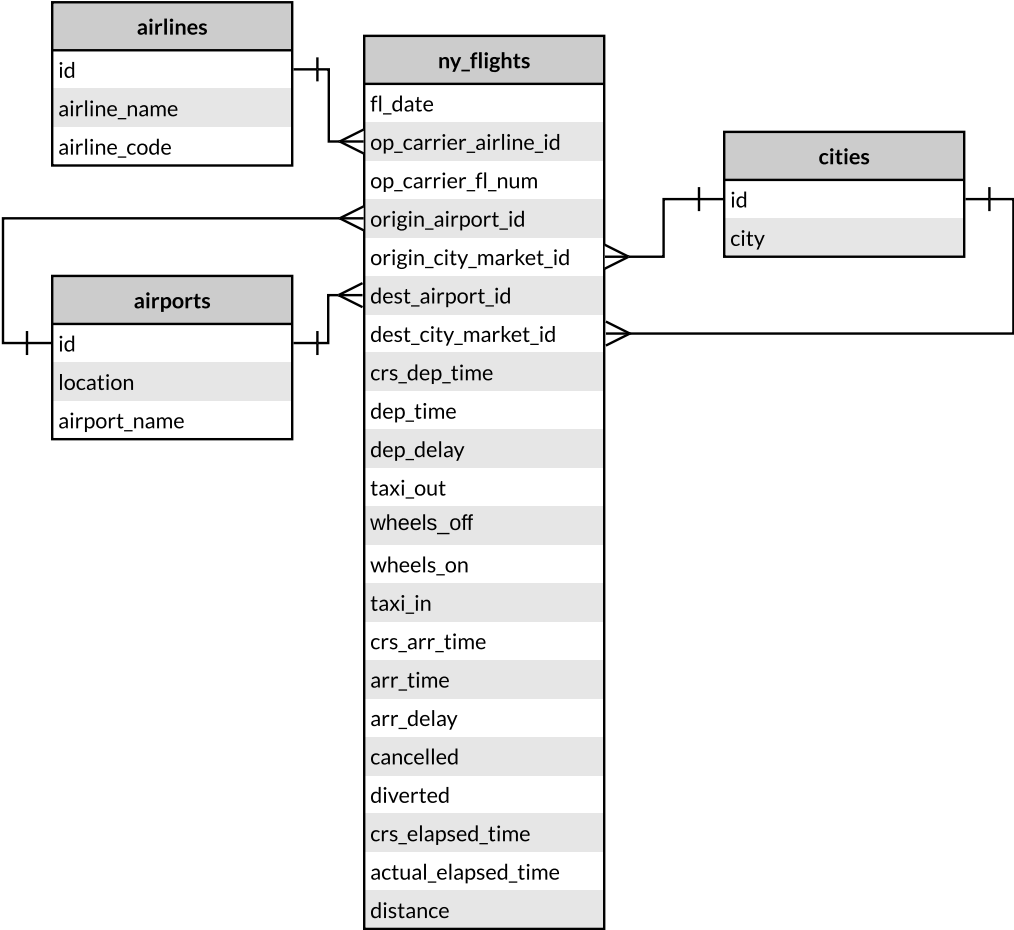 airlines
id
airline_name
airline_code
airports
id
location
airport_name
ny_flights
fl_date
op_carrier_airline_id
op_carrier_fl_num
origin_airport_id
origin_city_market_id
dest_airport_id
dest_city_market_id
crs_dep_time
dep_time
dep_delay
taxi_out
wheels_off
wheels_on
taxi_in
crs_arr_time
arr_time
arr_delay
cancelled
diverted
crs_elapsed_time
actual_elapsed_time
distance
cities
id
city